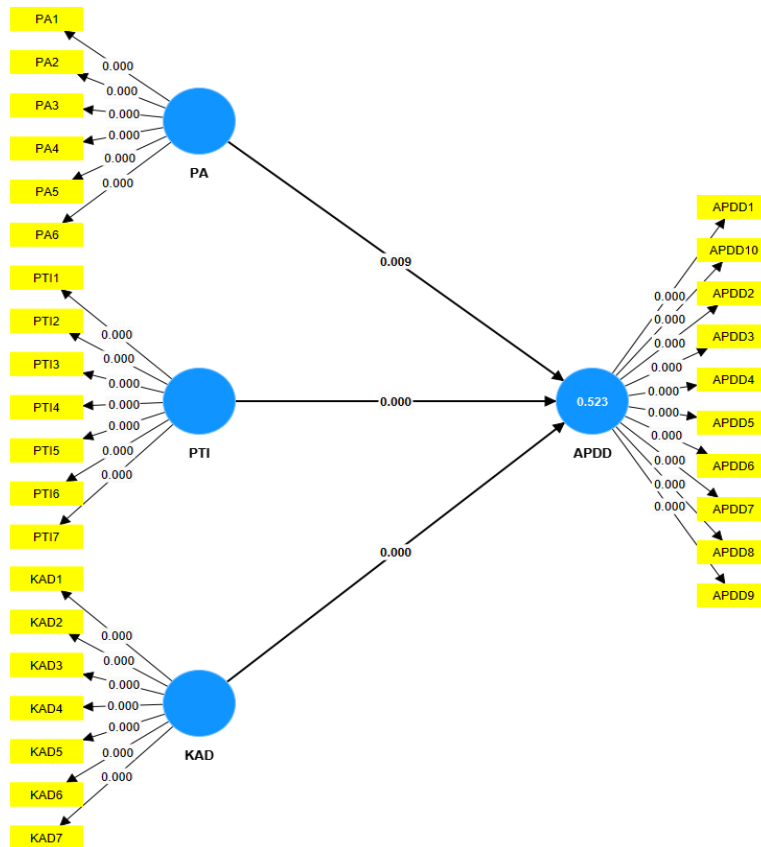 PA1
PA2
PA3
PA4
PA5
PA6
0.000
0.000
0.000
0.000
0.000
0.000
PA
PTI1
PTI2
PTI3
PTI4
PTI5
PTI6
PTI7
0.000
0.000
0.000
0.000
0.000
0.000
0.000
PTI
KAD1
KAD2
KAD3
KAD4
KAD5
KAD6
KAD7
0.000
0.000
0.000
0.000
0.000
0.000
0.000
KAD
0.009
0.000
0.000
0.523
APDD
0.000
0.000
0.000
0.000
0.000
0.000
0.000
0.000
0.000
0.000
APDD1
APDD10
APDD2
APDD3
APDD4
APDD5
APDD6
APDD7
APDD8
APDD9